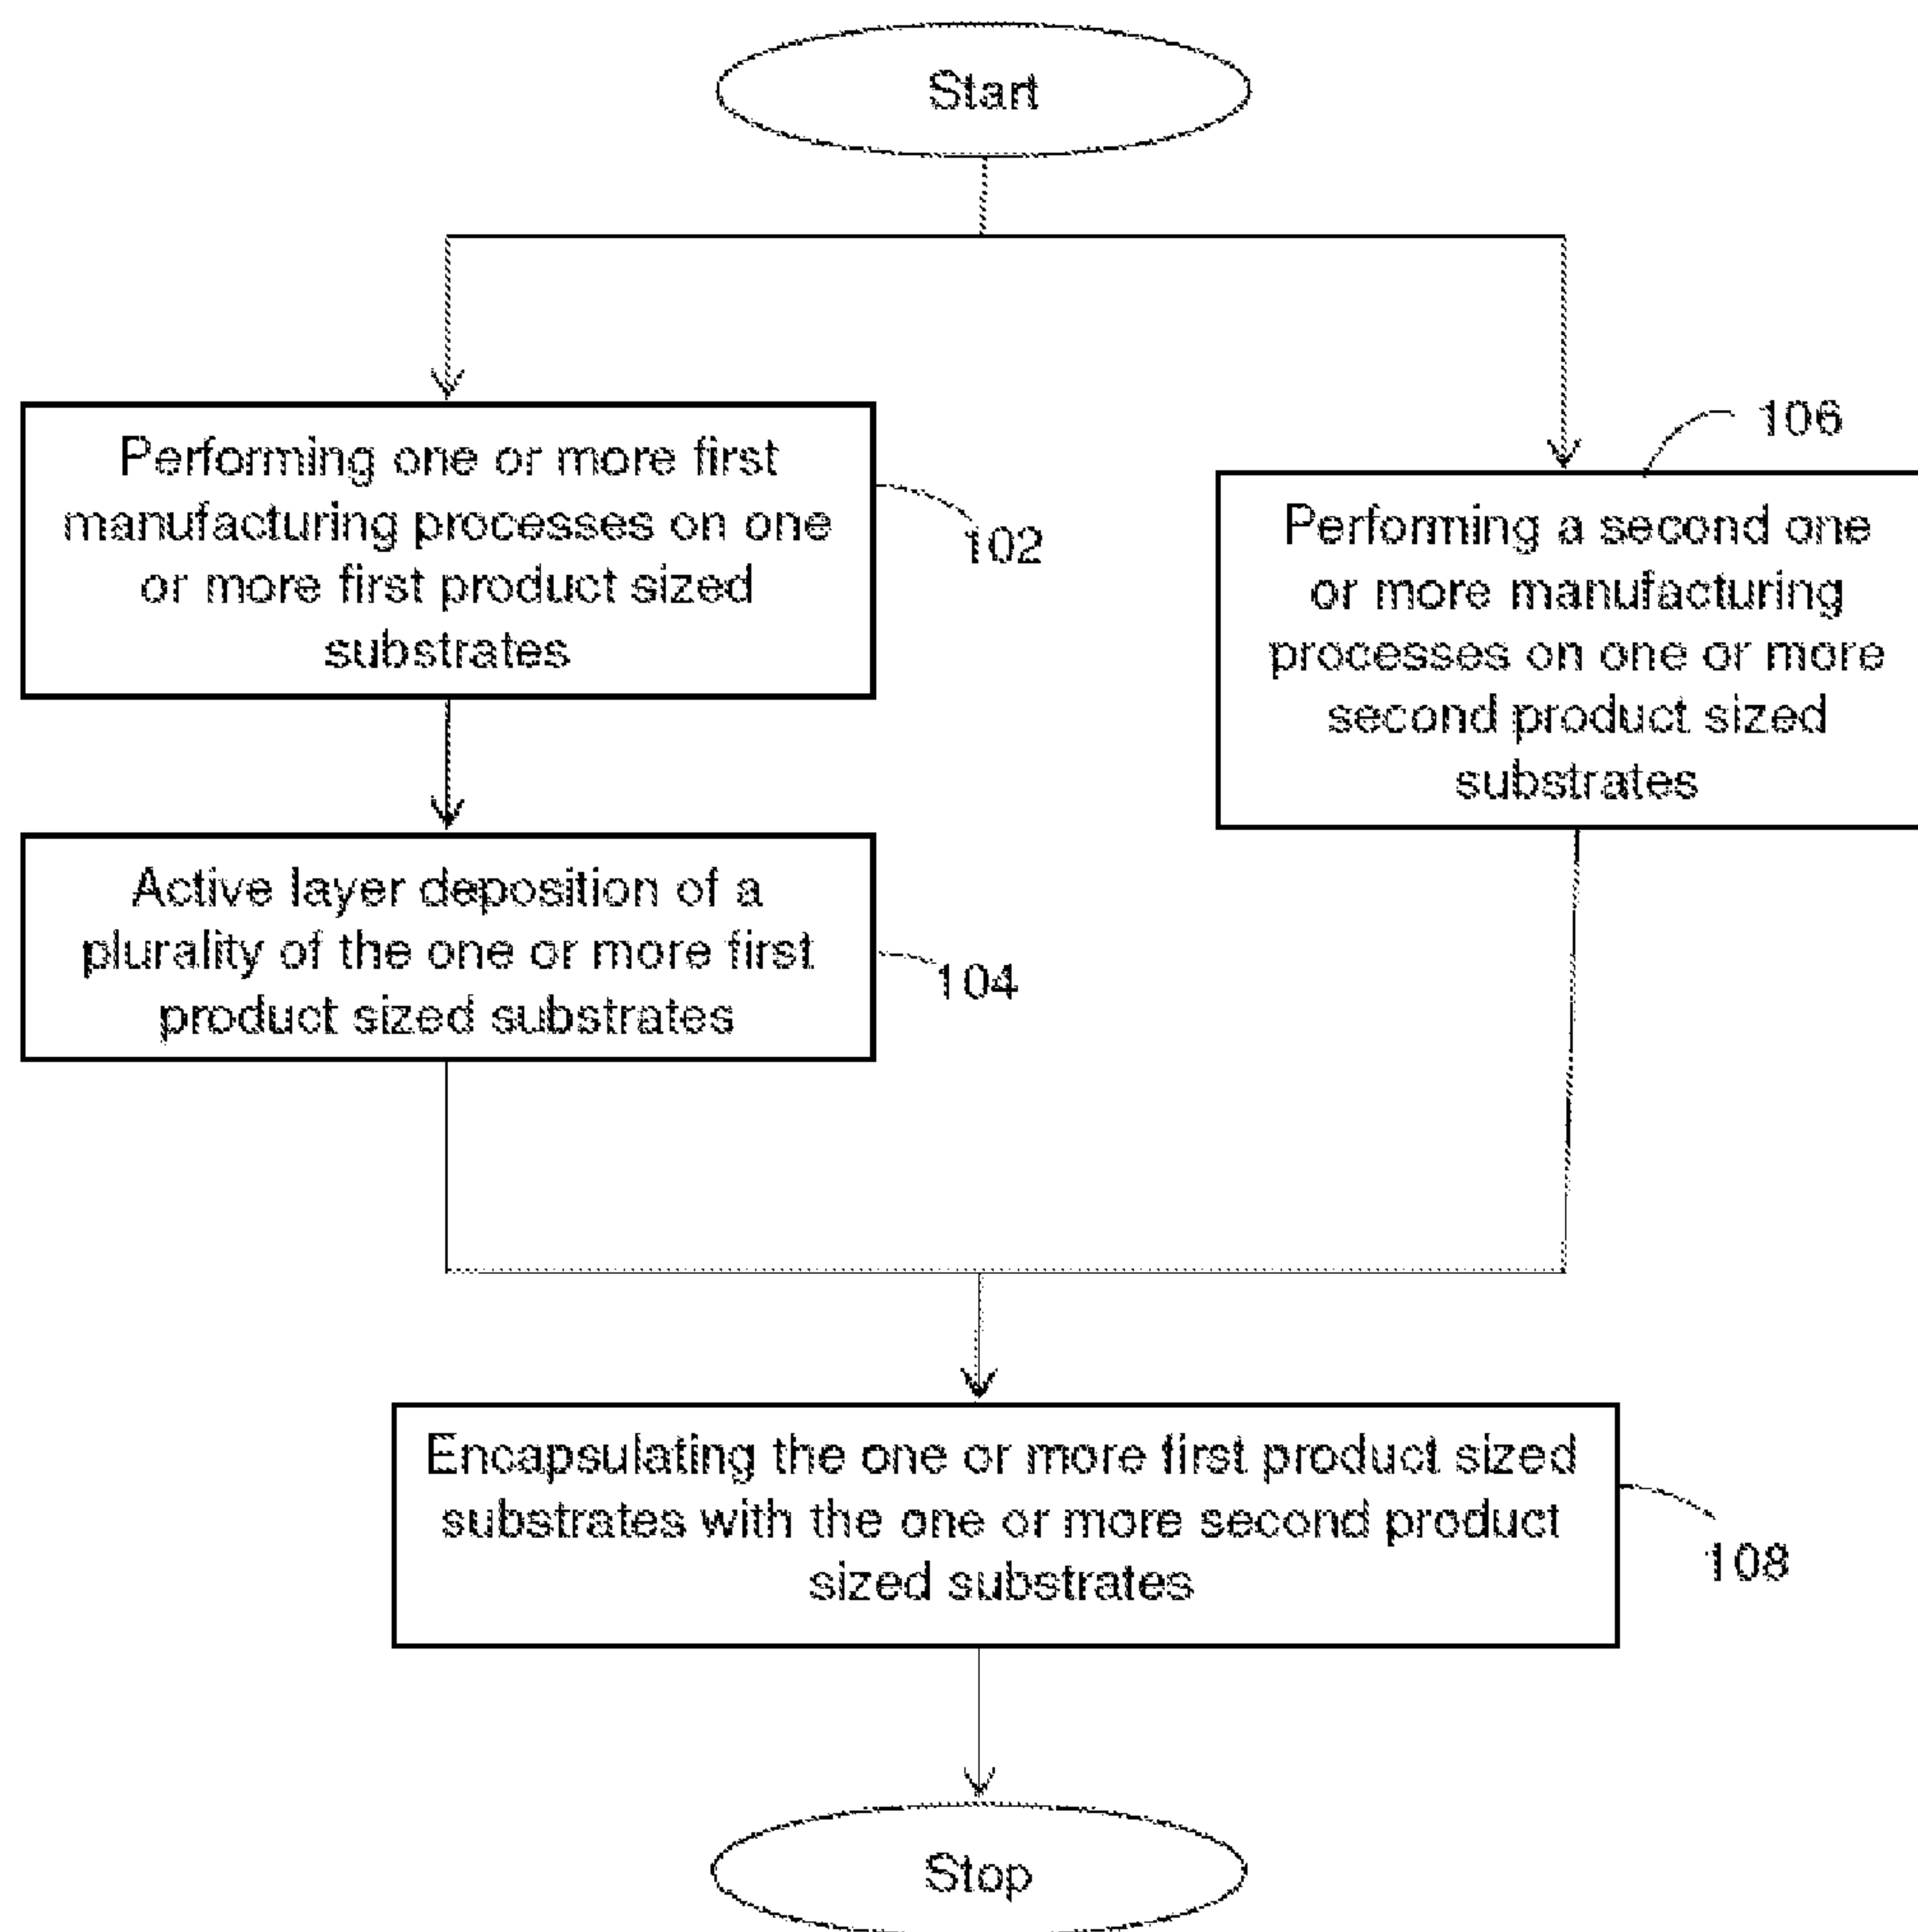 Start
Performing one or more first
manufacturing processes on one
or more first product sized
substrates
102
106
Performing a second one
or more manufacturing
processes on one or more
second product sized
substrates
Active layer deposition of a
plurality of the one or more first
product sized substrates
104
Encapsulating the one or more first product sized
substrates with the one or more second product
sized substrates
108
Stop